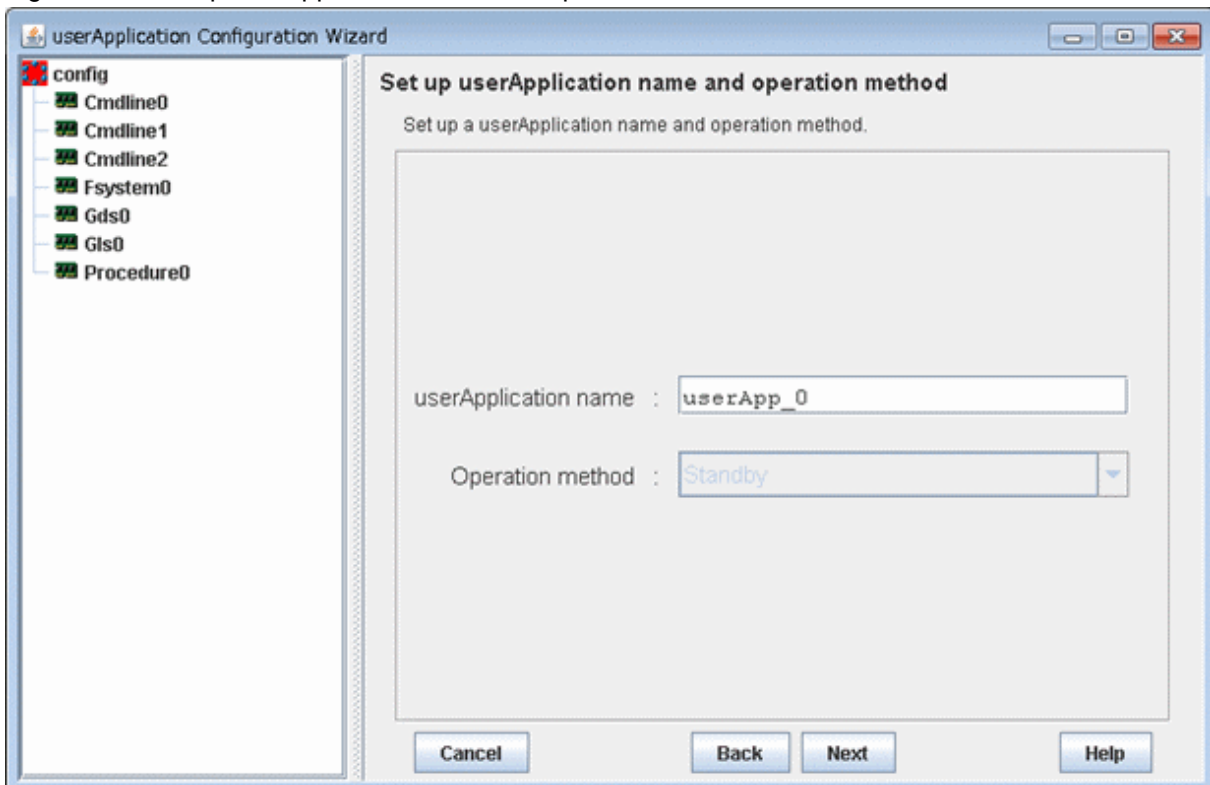 userApplication Configuration Wizard
config
Cmdline0
Cmdline1
Cmdline2
Fsystem0
Gds0
Gls0
Procedure0
Set up userApplication name and operation method
Set up a userApplication name and operation method.
userApplication name : userApp_0
Operation method : Standby
Cancel Back Next Help